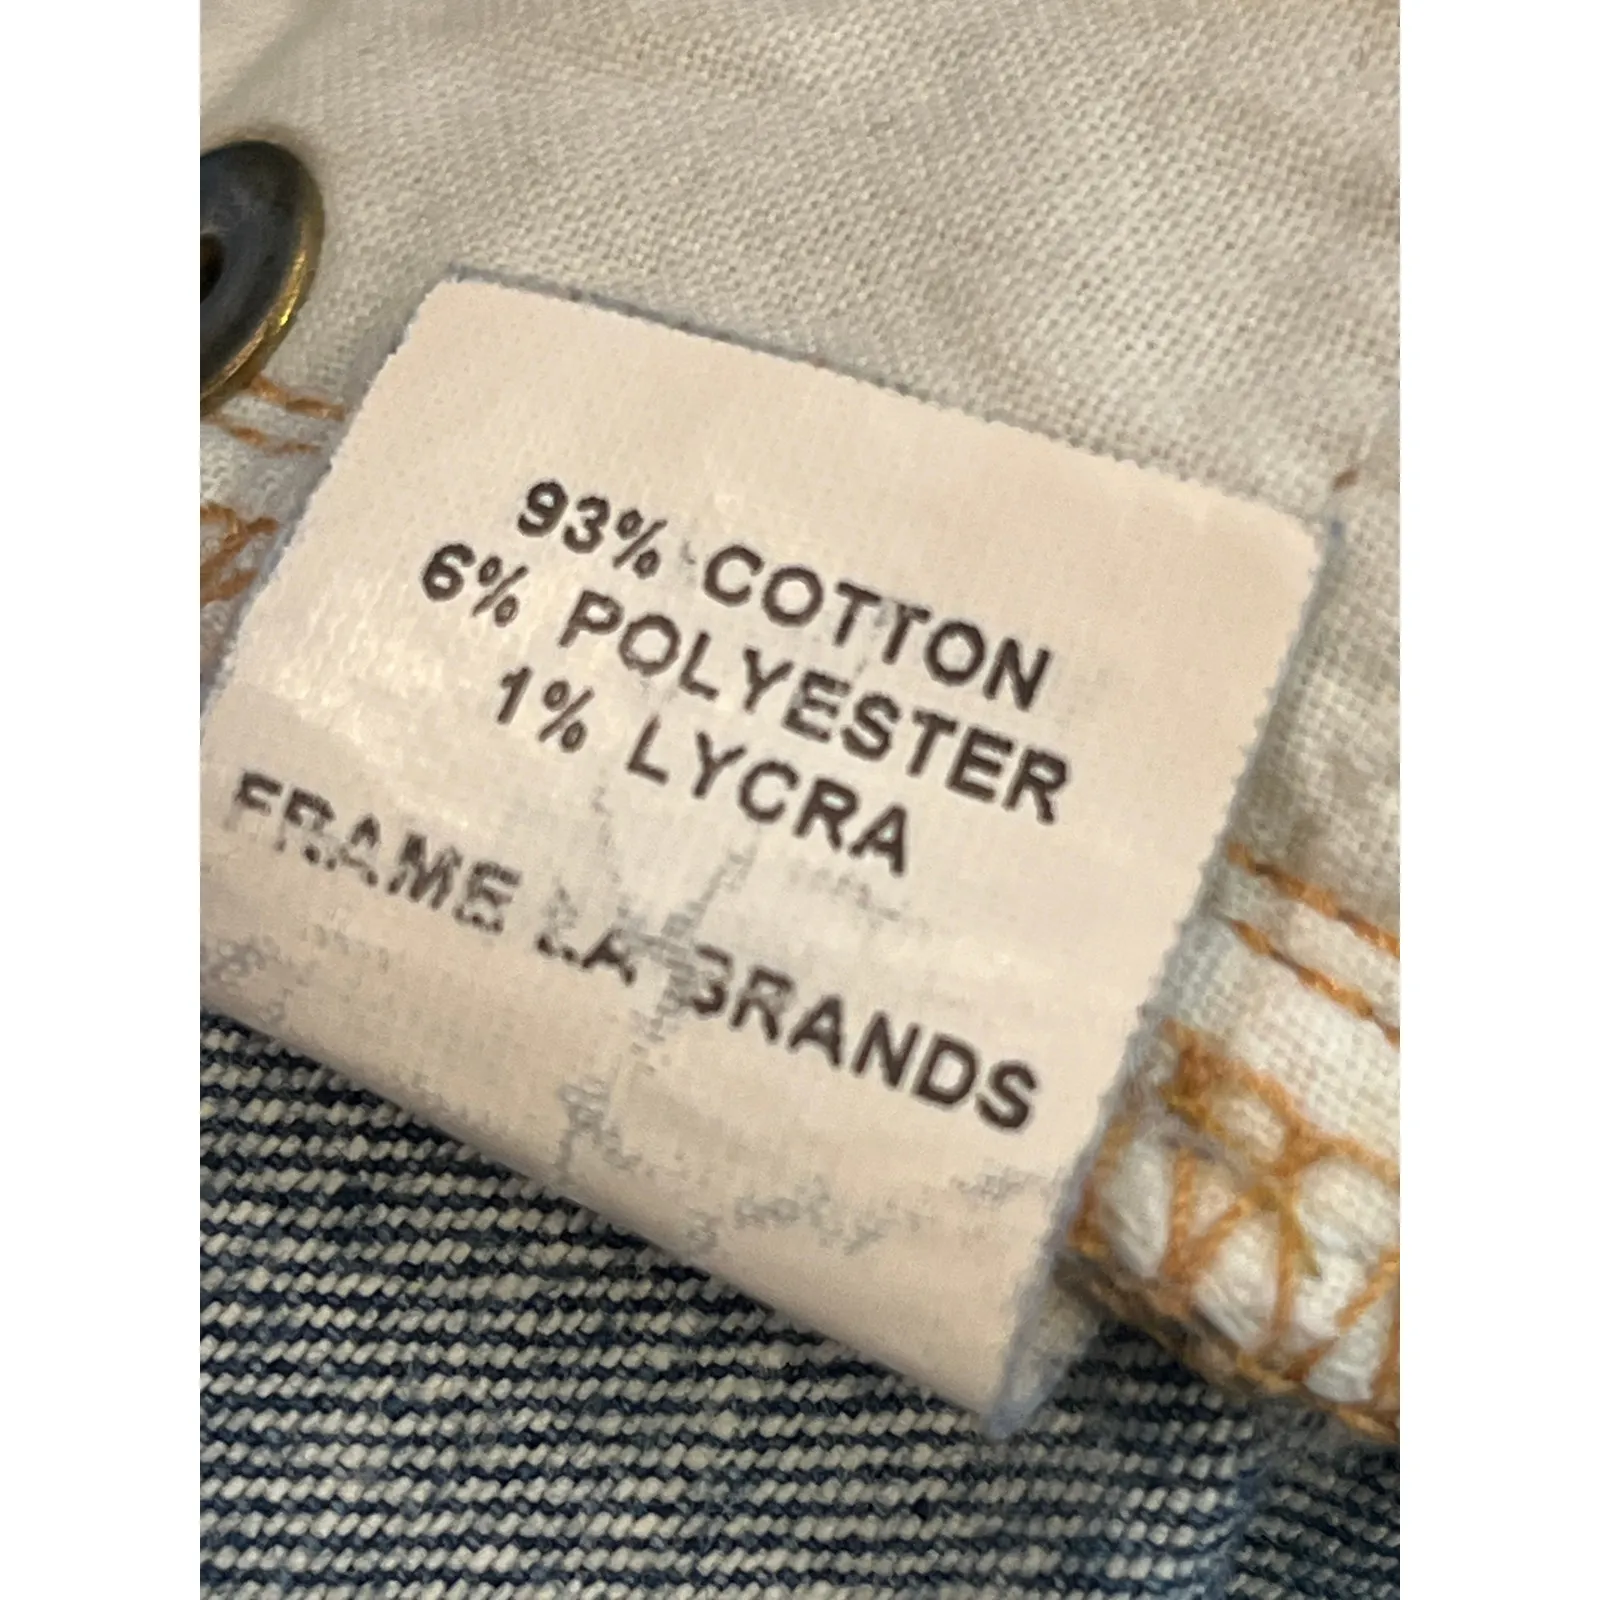 93% COTTON
6% POLYESTER
1% LYCRA
FRAME LA BRANDS